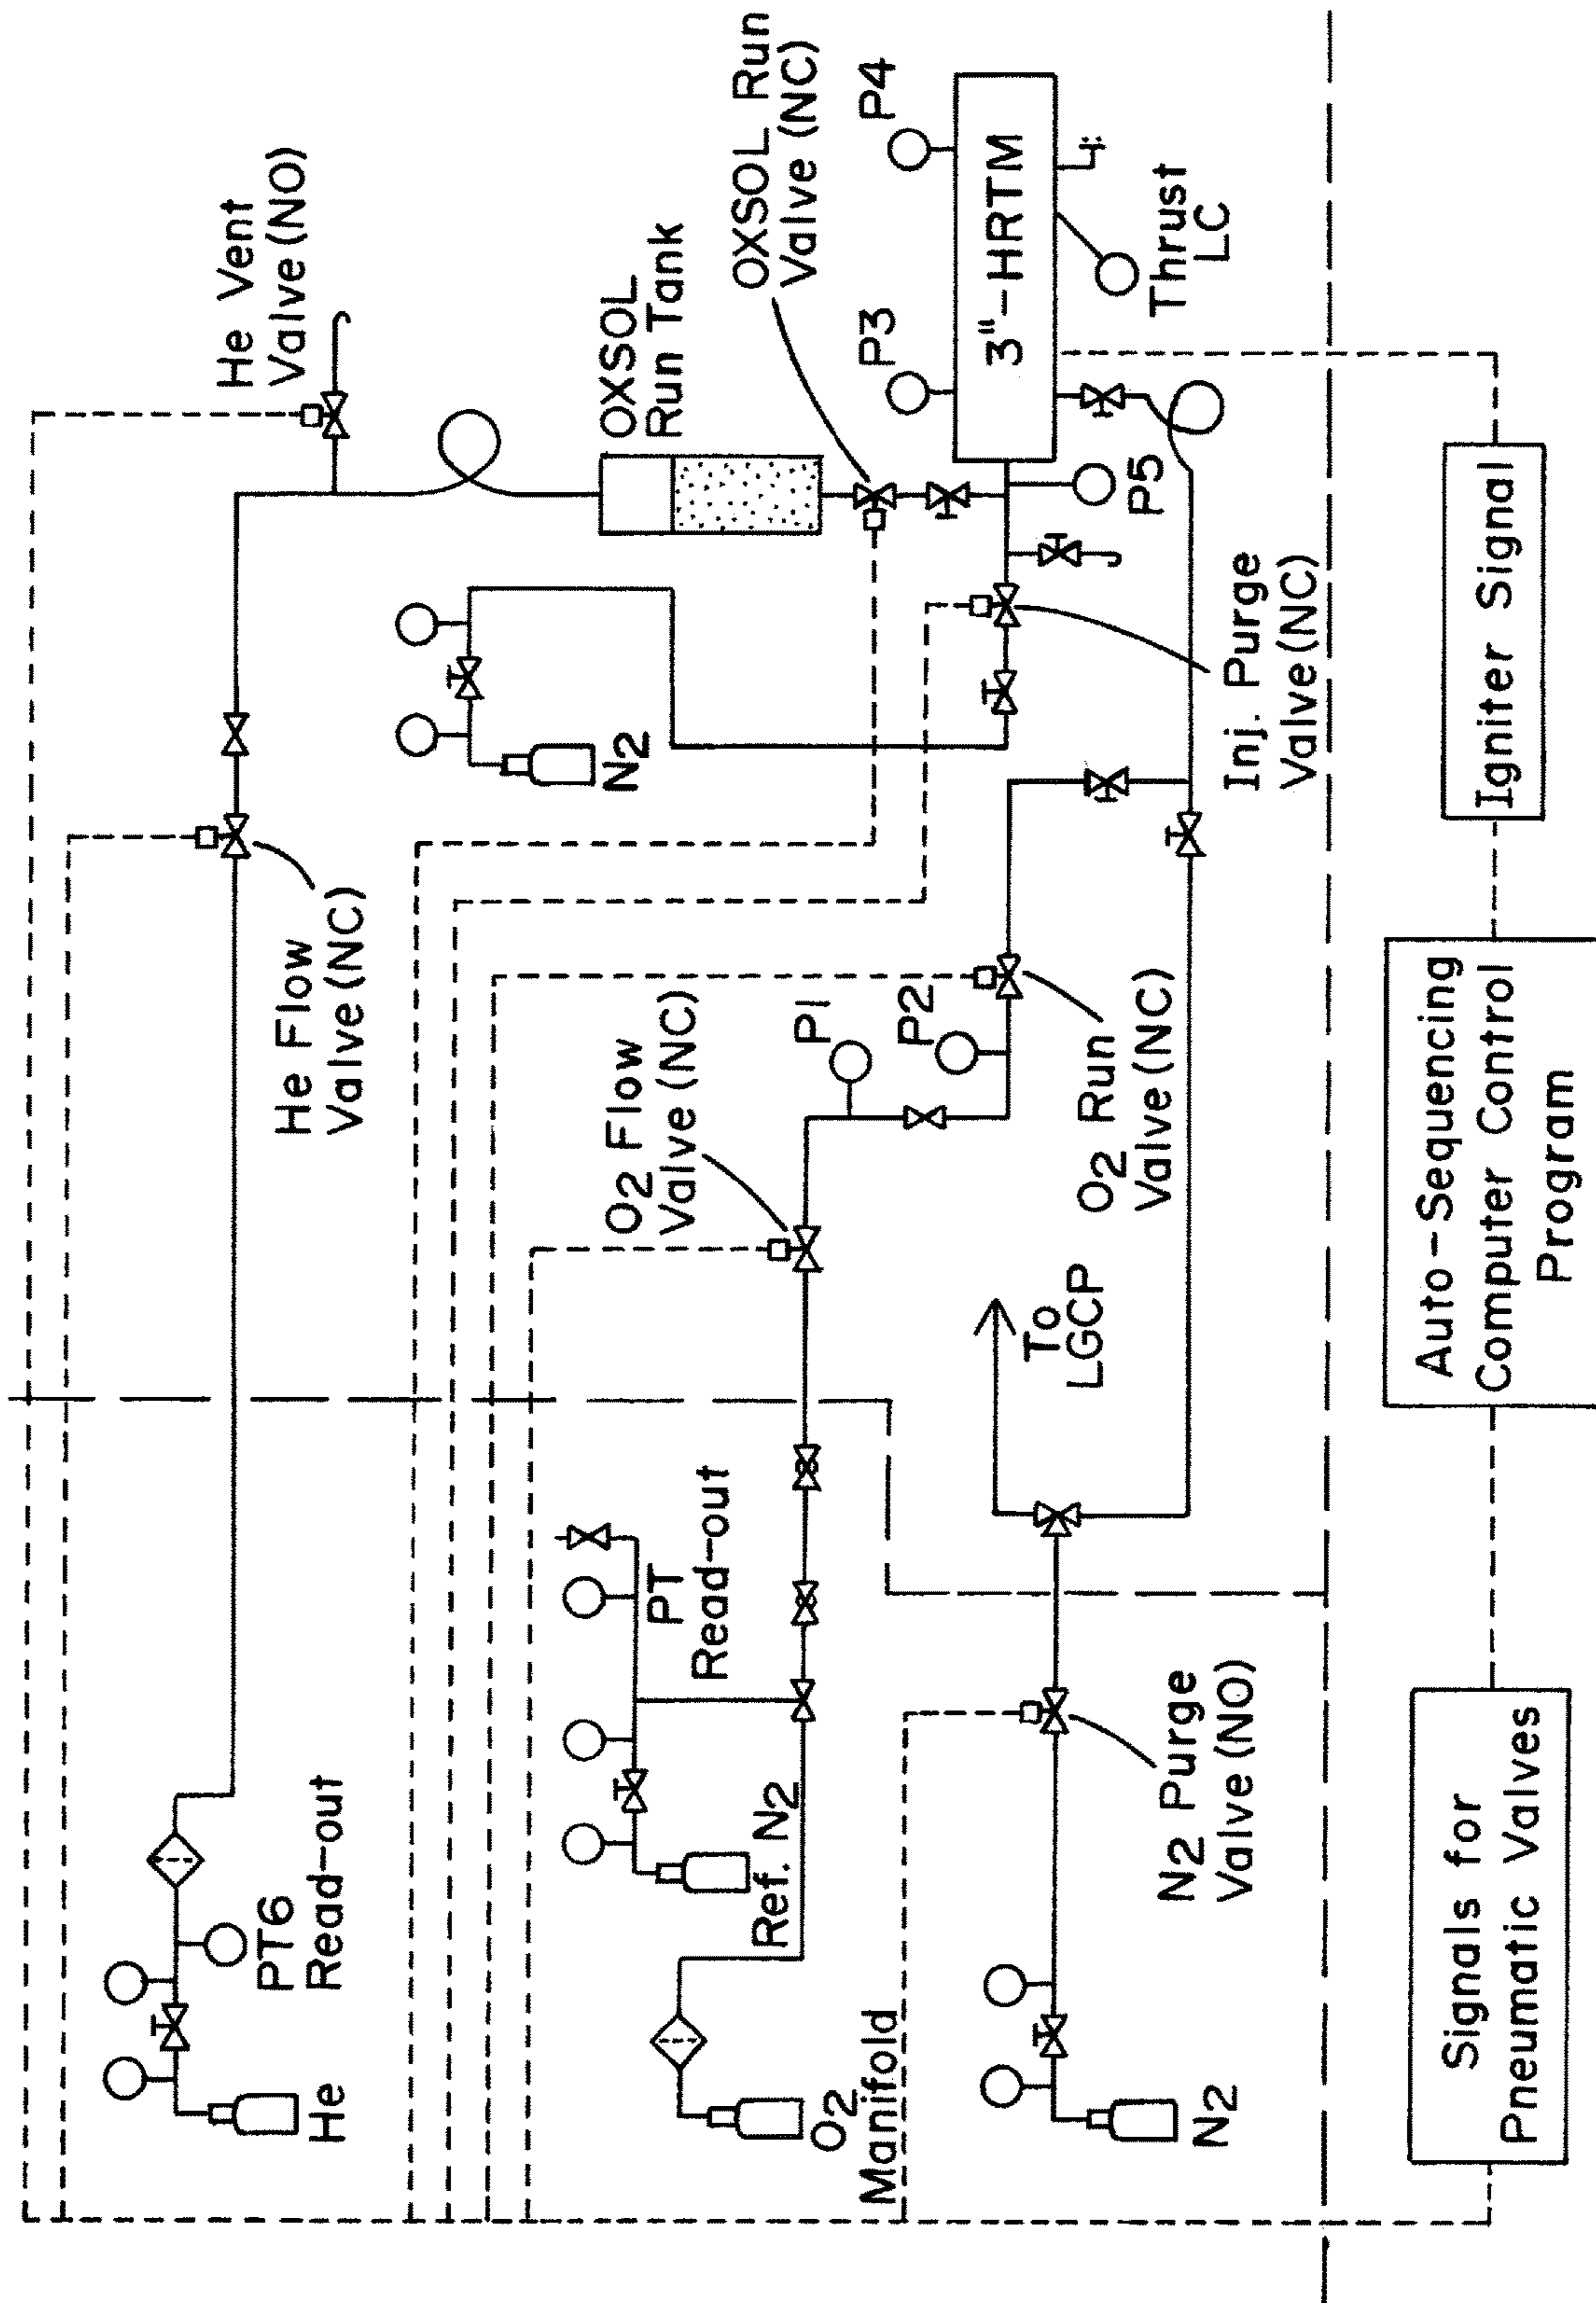 He Vent
Valve (NO)
OXSOL
Run Tank
OXSOL Run
Valve (NC)
P4
P3
3"-HRTM
Thrust
LC
P5
Inj. Purge
Valve (NC)
N2
He Flow
Valve (NC)
O2 Flow
Valve (NC)
P1
P2
O2 Run
Valve (NC)
To
LGCP
PT
Read-out
Ref. N2
PT6
Read-out
He
O2
Manifold
N2 Purge
Valve (NO)
N2
Igniter Signal
Auto-Sequencing
Computer Control
Program
Signals for
Pneumatic Valves